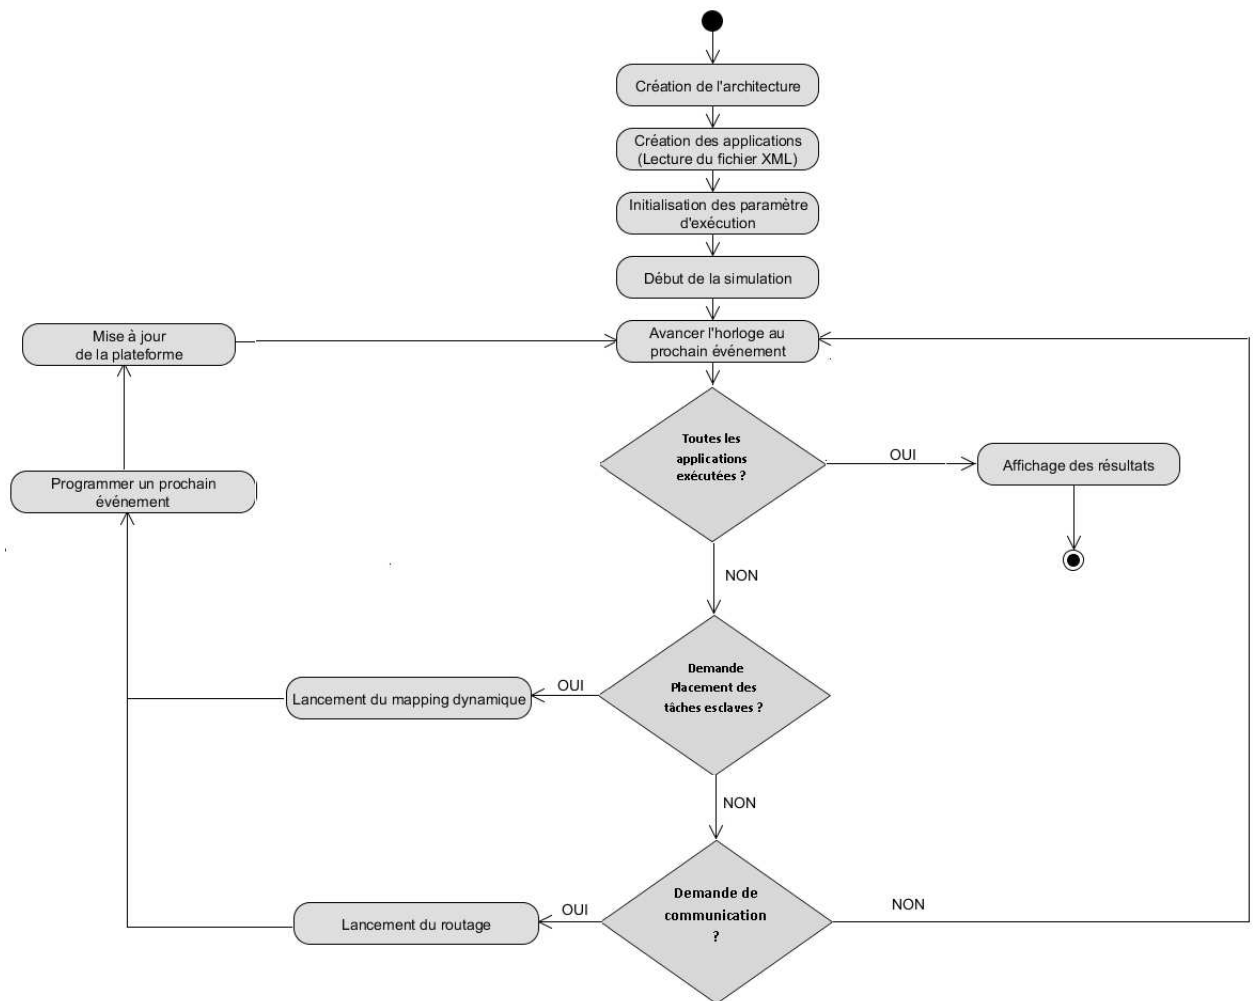 Création de l'architecture
Création des applications
(Lecture du fichier XML)
Initialisation des paramètre
d'exécution
Début de la simulation
Mise à jour
de la plateforme
Avancer l'horloge au
prochain événement
Toutes les
applications
exécutées ?
OUI
Affichage des résultats
Programmer un prochain
événement
NON
Demande
Placement des
tâches esclaves ?
OUI
Lancement du mapping dynamique
NON
Demande de
communication
?
OUI
NON
Lancement du routage